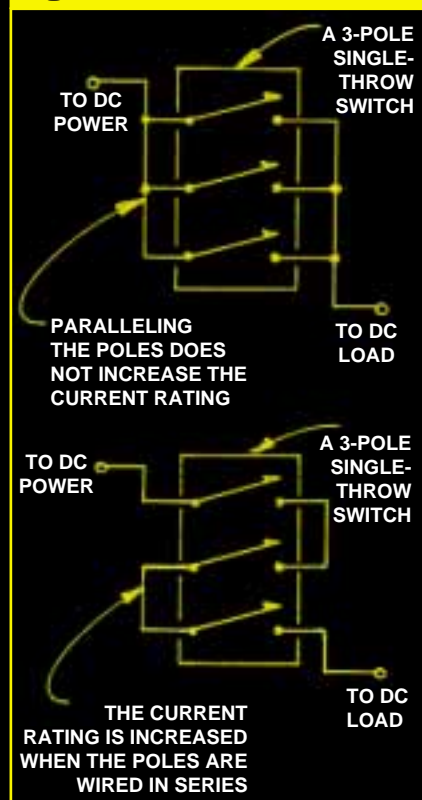 A 3-POLE
SINGLE-
THROW
SWITCH
TO DC
POWER
PARALLELING
THE POLES DOES
NOT INCREASE THE
CURRENT RATING
TO DC
LOAD
A 3-POLE
SINGLE-
THROW
SWITCH
TO DC
POWER
TO DC
LOAD
THE CURRENT
RATING IS INCREASED
WHEN THE POLES ARE
WIRED IN SERIES